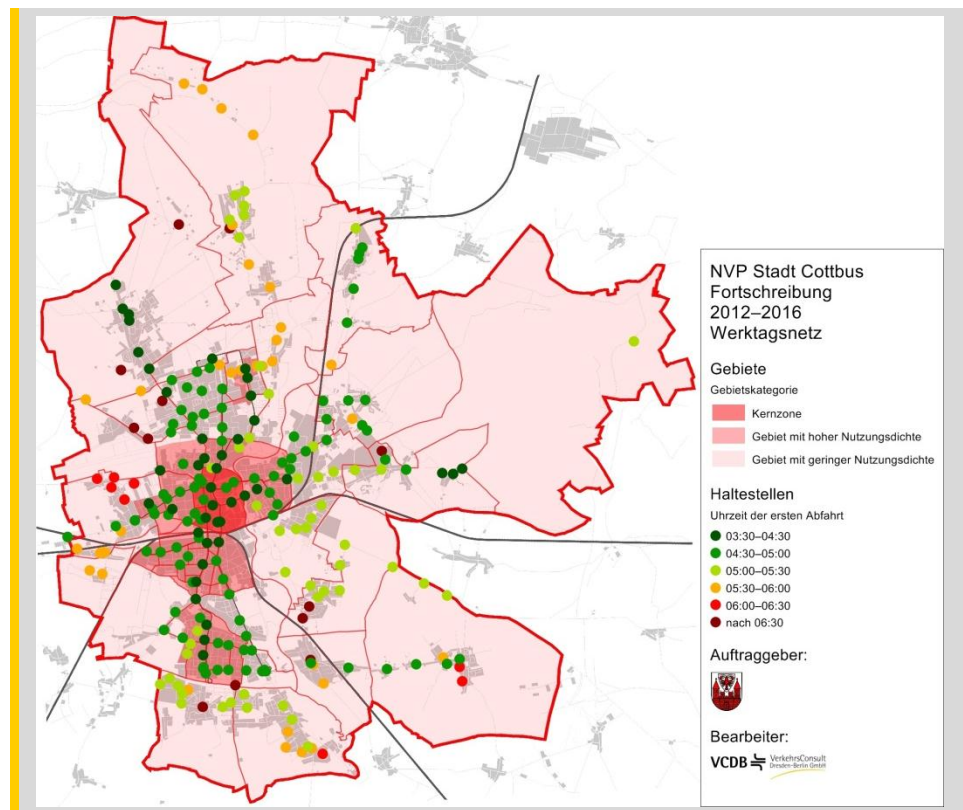 NVP Stadt Cottbus
Fortschreibung
2012–2016
Werktagsnetz
Gebiete
Gebietskategorie
Kernzone
Gebiet mit hoher Nutzungsdichte
Gebiet mit geringer Nutzungsdichte
Haltestellen
Uhrzeit der ersten Abfahrt
03:30–04:30
04:30–05:00
05:00–05:30
05:30–06:00
06:00–06:30
nach 06:30
Auftraggeber:
Bearbeiter:
VCDB VerkehrsConsult
Dresden-Berlin GmbH